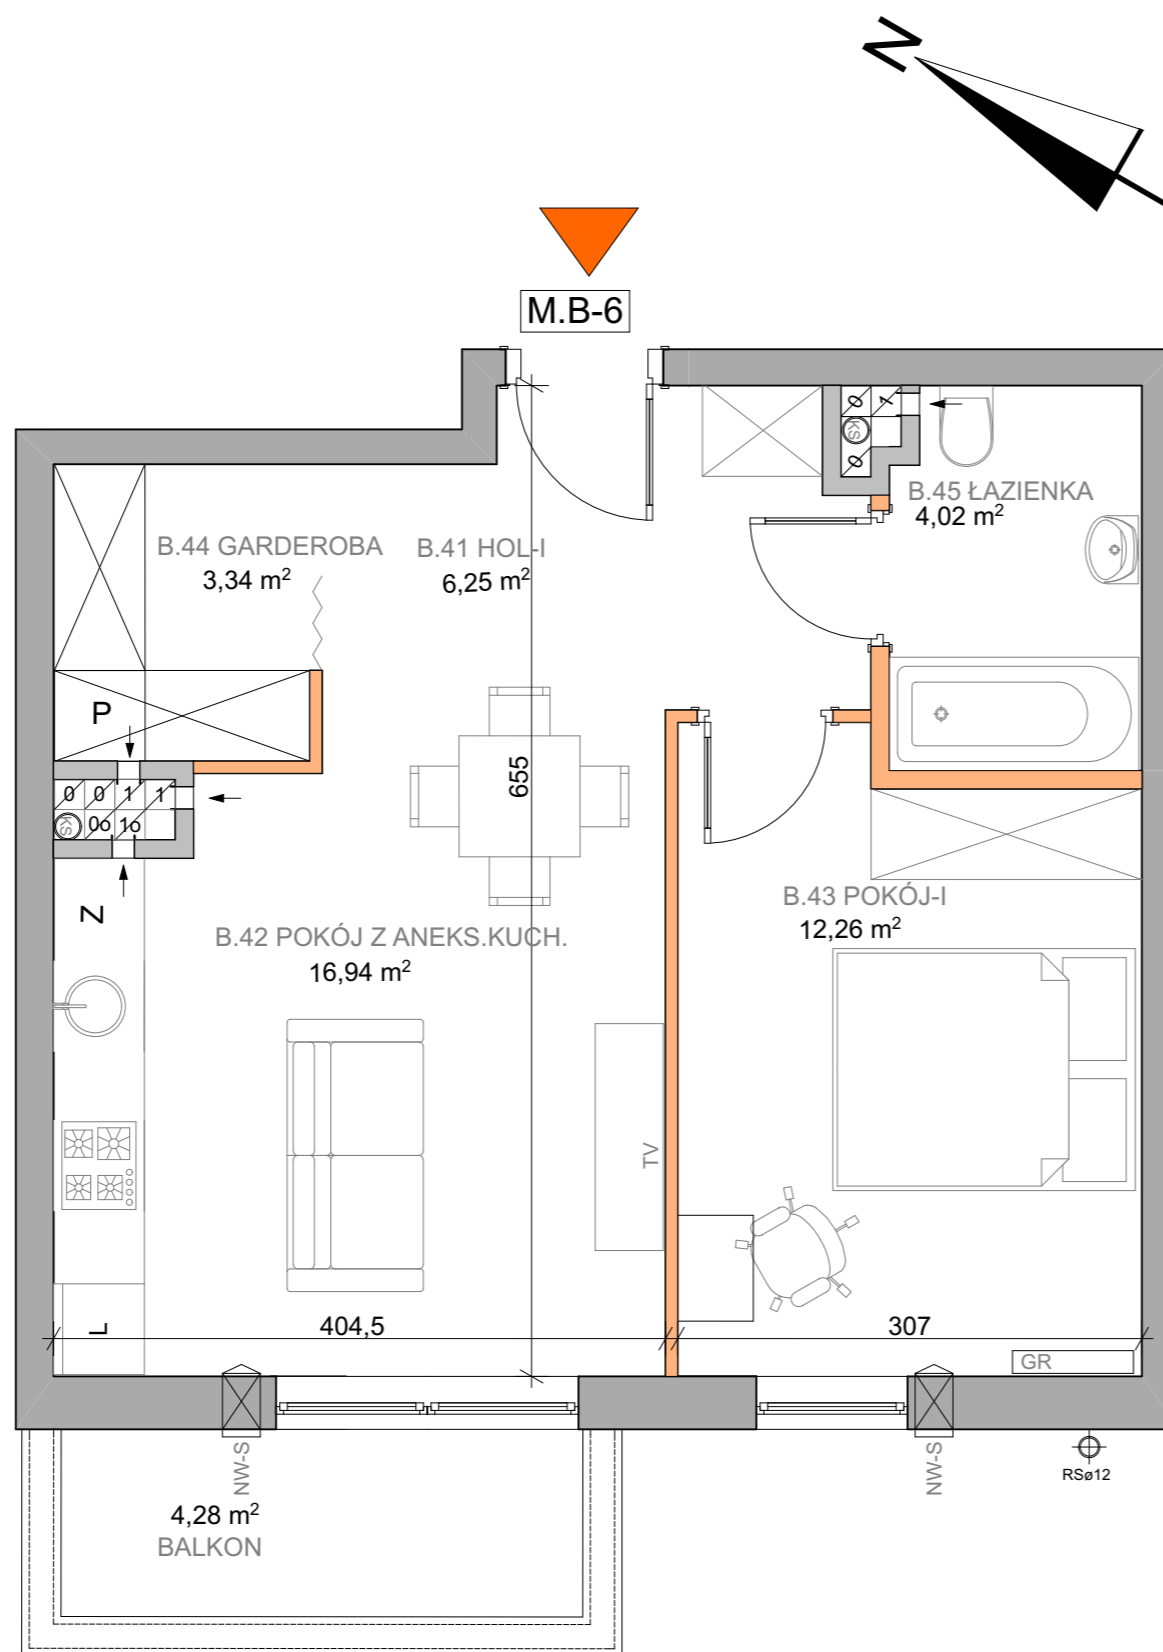 N
M.B-6
0
1
KS
0
B.45 ŁAZIENKA
4,02 m²
B.44 GARDEROBA
3,34 m²
B.41 HOL-I
6,25 m²
P
0 0 1 1
KS 0o 1o
655
Z
B.43 POKÓJ-I
12,26 m²
B.42 POKÓJ Z ANEKS.KUCH.
16,94 m²
TV
L
404,5
307
GR
NW-S
NW-S
RSø12
4,28 m²
BALKON